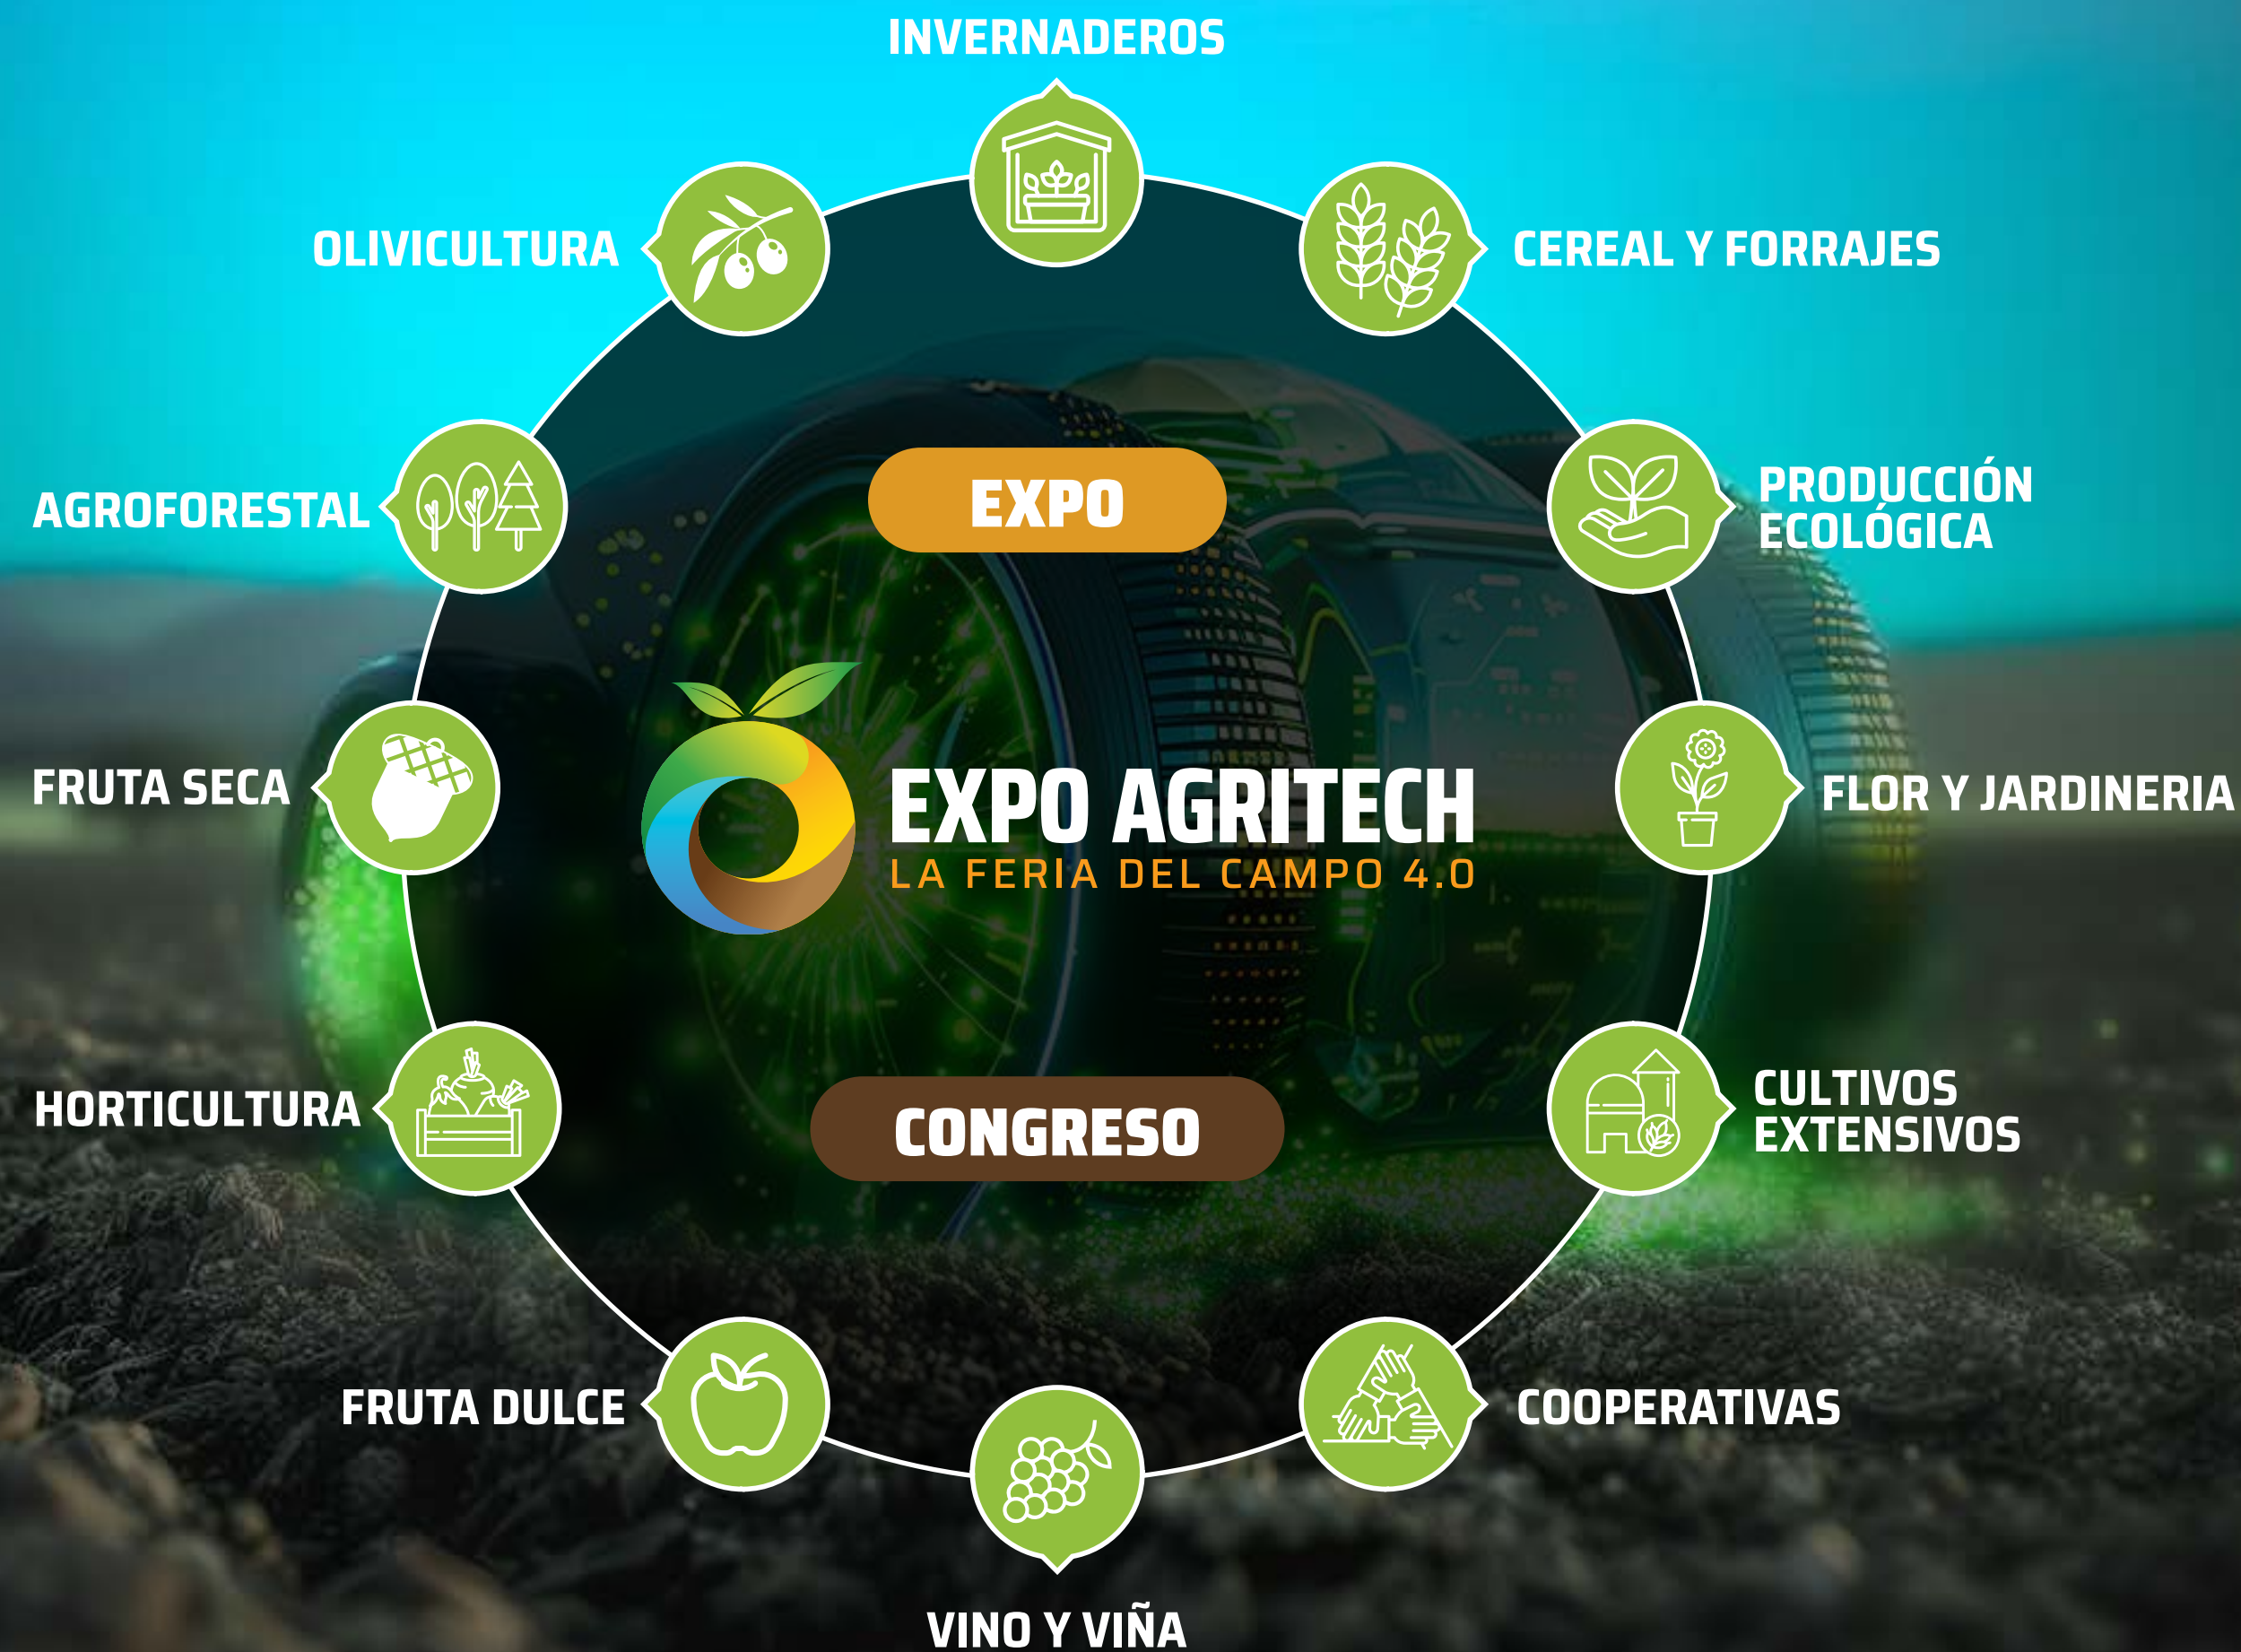 INVERNADEROS
OLIVICULTURA
CEREAL Y FORRAJES
AGROFORESTAL
EXPO
PRODUCCIÓN
ECOLÓGICA
FRUTA SECA
EXPO AGRITECH
LA FERIA DEL CAMPO 4.0
FLOR Y JARDINERIA
HORTICULTURA
CONGRESO
CULTIVOS
EXTENSIVOS
FRUTA DULCE
COOPERATIVAS
VINO Y VIÑA